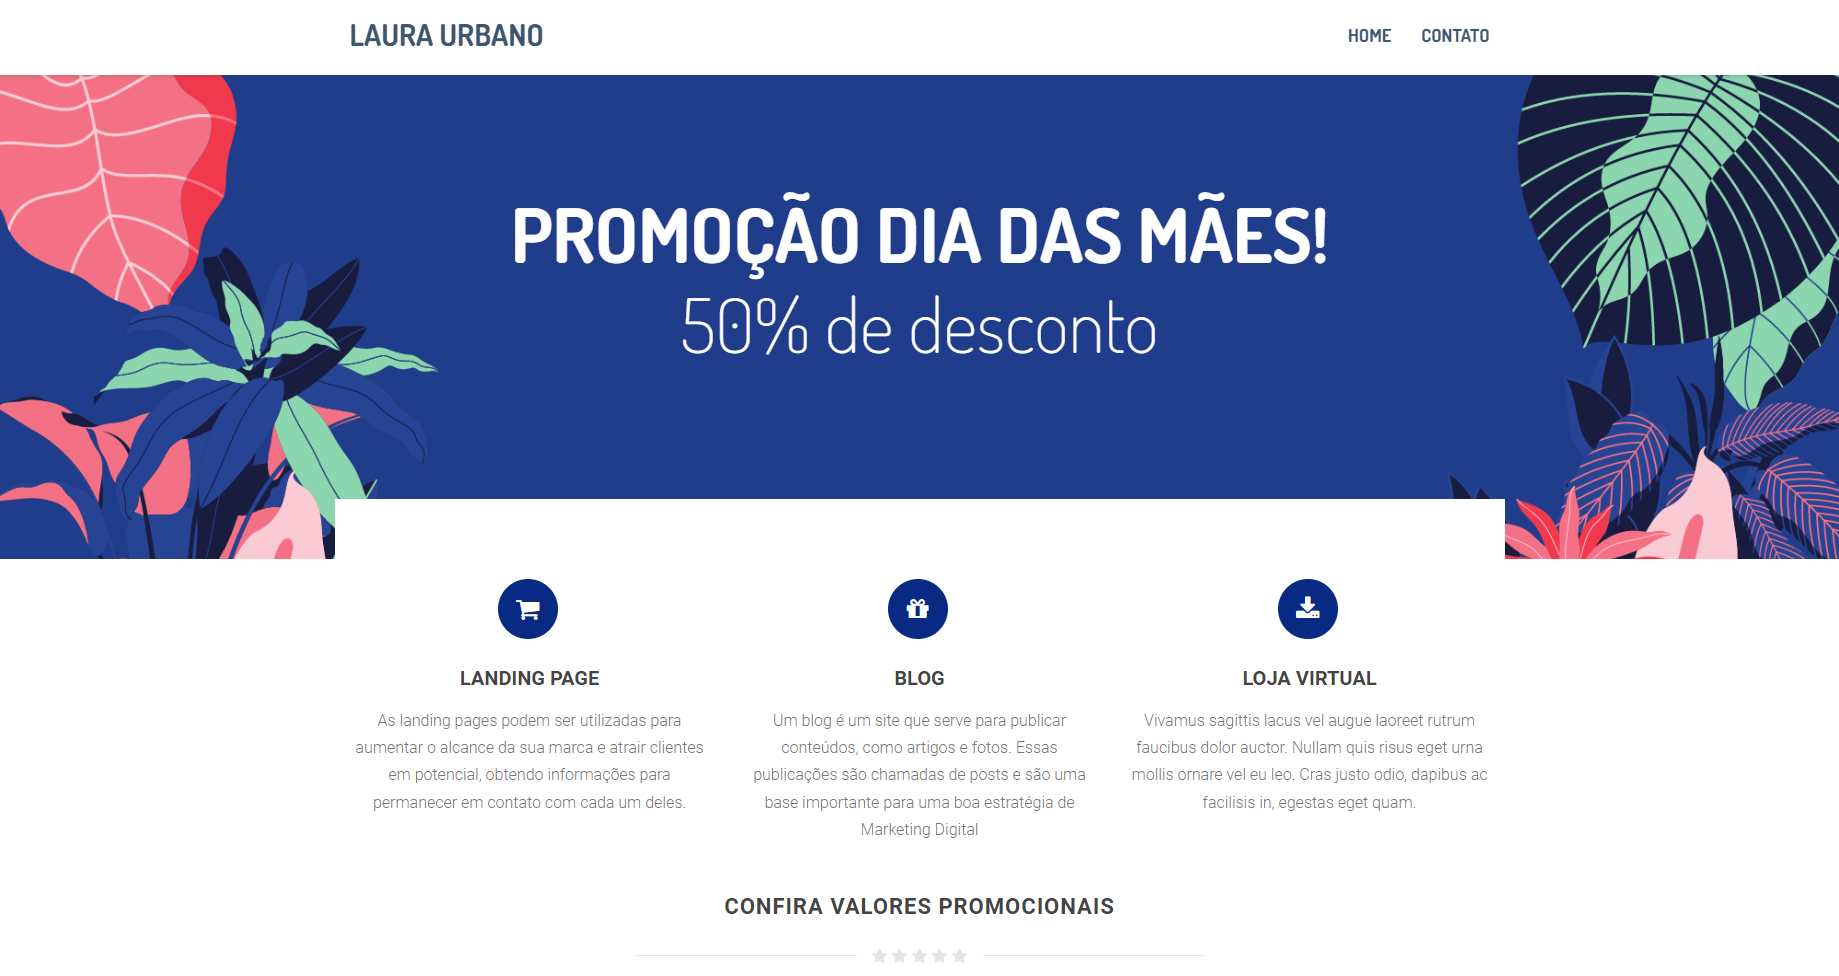 LAURA URBANO
HOME CONTATO
PROMOÇÃO DIA DAS MÃES!
50% de desconto
LANDING PAGE
As landing pages podem ser utilizadas para
aumentar o alcance da sua marca e atrair clientes
em potencial, obtendo informações para
permanecer em contato com cada um deles.
BLOG
Um blog é um site que serve para publicar
conteúdos, como artigos e fotos. Essas
publicações são chamadas de posts e são uma
base importante para uma boa estratégia de
Marketing Digital
LOJA VIRTUAL
Vivamus sagittis lacus vel augue laoreet rutrum
faucibus dolor auctor. Nullam quis risus eget urna
mollis ornare vel eu leo. Cras justo odio, dapibus ac
facilisis in, egestas eget quam.
CONFIRA VALORES PROMOCIONAIS